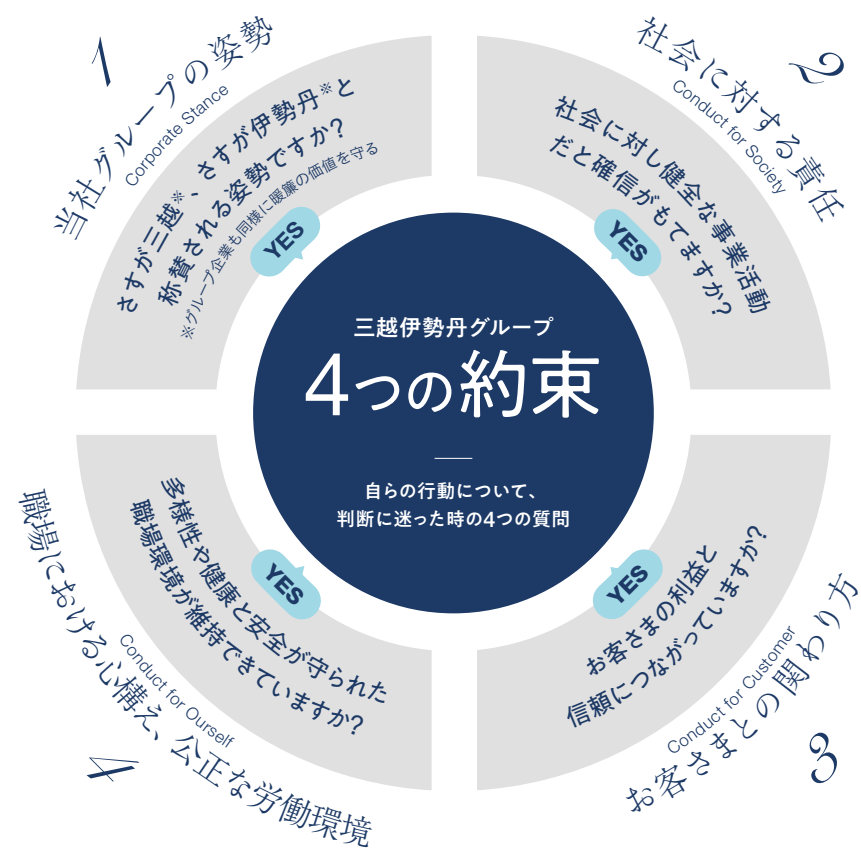 三越伊勢丹グループ
4つの約束
自らの行動について、
判断に迷った時の4つの質問
1
当社グループの姿勢
Corporate Stance
さすが三越※、さすが伊勢丹※と
称賛される姿勢ですか?
※グループ企業も同様に暖簾の価値を守る
YES
2
社会に対する責任
Conduct for Society
社会に対し健全な事業活動
だと確信がもてますか?
YES
3
お客さまとの関わり方
Conduct for Customer
お客さまの利益と
信頼につながっていますか?
YES
4
職場における心構え、公正な労働環境
Conduct for Ourself
多様性や健康と安全が守られた
職場環境が維持できていますか?
YES